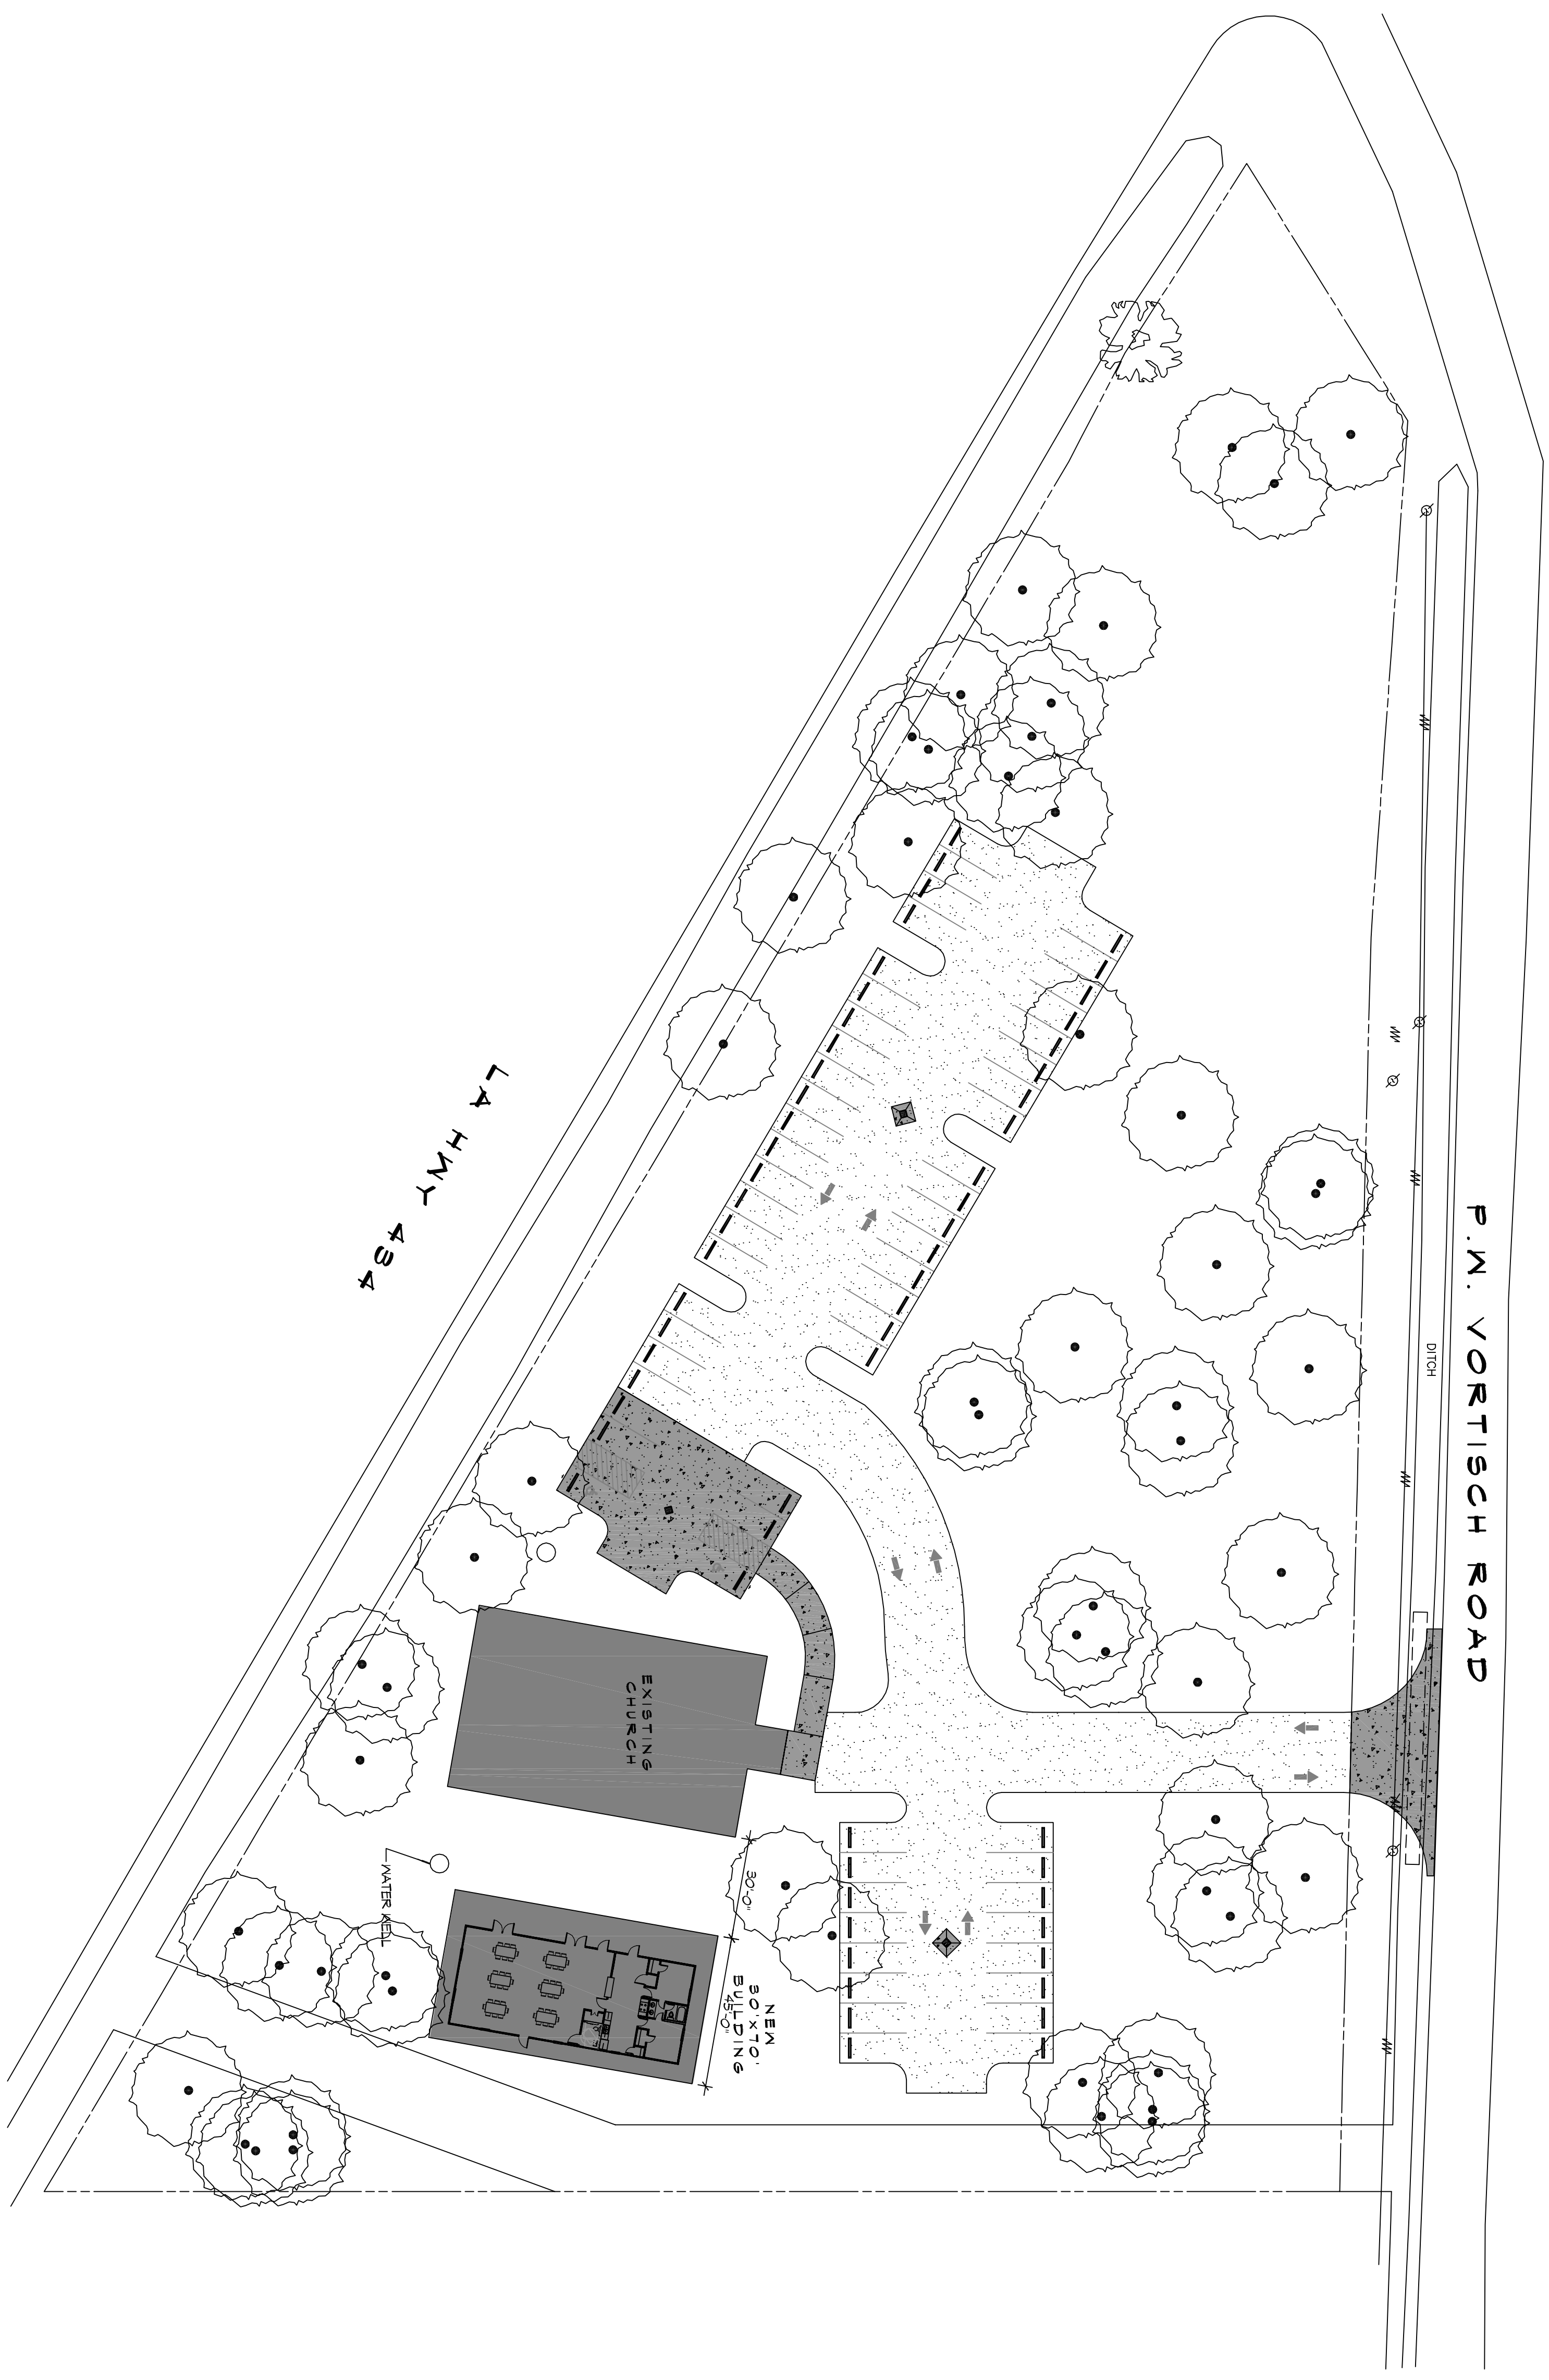 LA HWY 434
P.W. VORTISCH ROAD
DITCH
EXISTING
CHURCH
WATER WELL
30'-0"
NEW
30'X70'
BUILDING
45'-0"